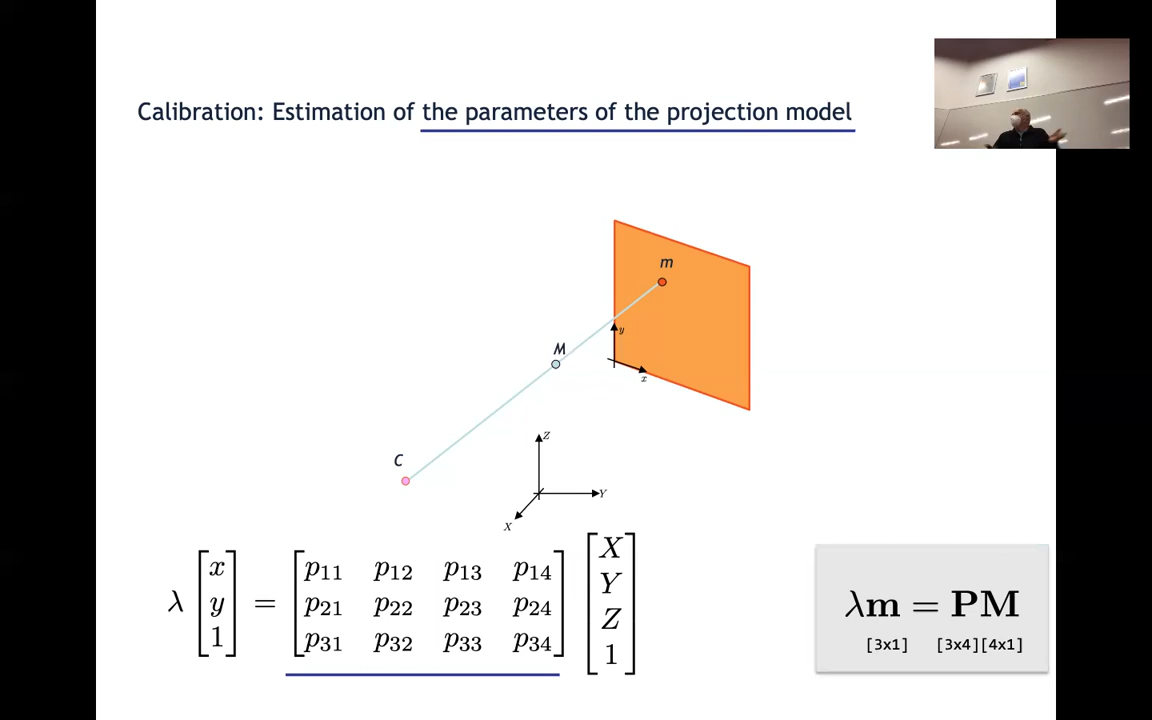 Calibration: Estimation of the parameters of the projection model
m
y
M
x
C
Z
Y
X
λ [x y 1] = [p11 p12 p13 p14
p21 p22 p23 p24
p31 p32 p33 p34] [X Y Z 1]
λm = PM
[3x1] [3x4][4x1]